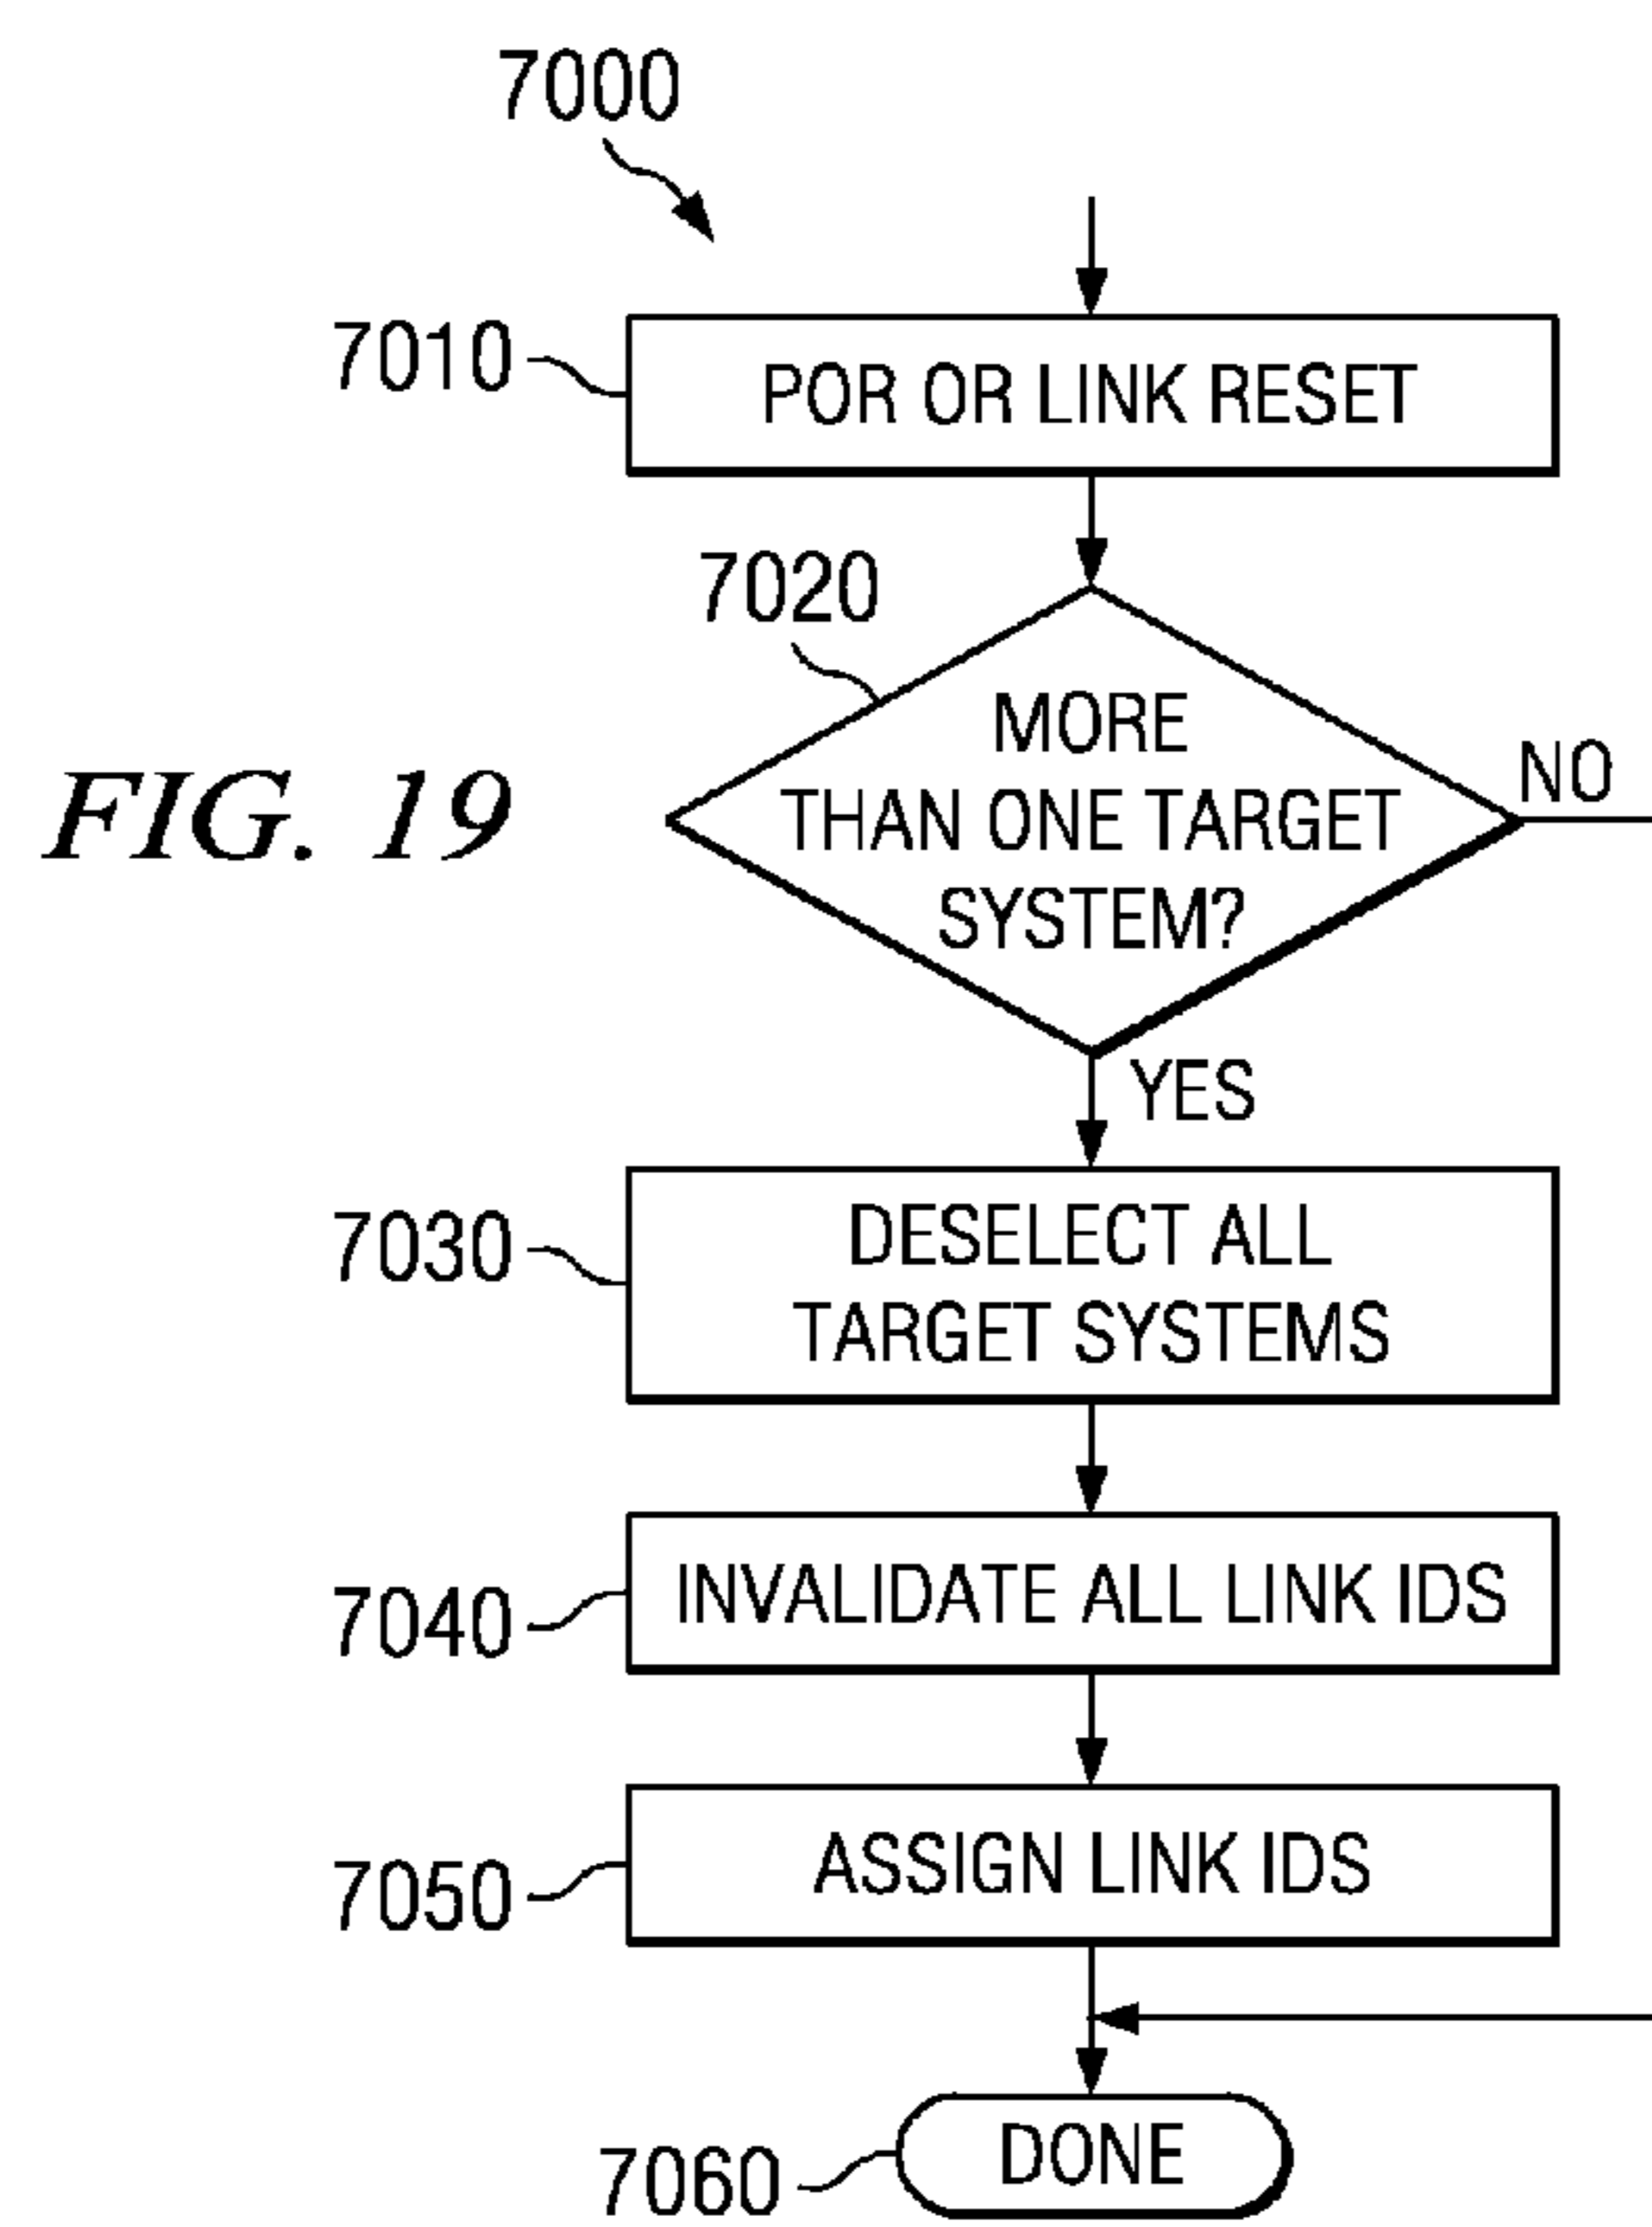 7000
7010
POR OR LINK RESET
7020
MORE
THAN ONE TARGET
SYSTEM?
NO
FIG. 19
YES
7030
DESELECT ALL
TARGET SYSTEMS
7040
INVALIDATE ALL LINK IDS
7050
ASSIGN LINK IDS
7060
DONE